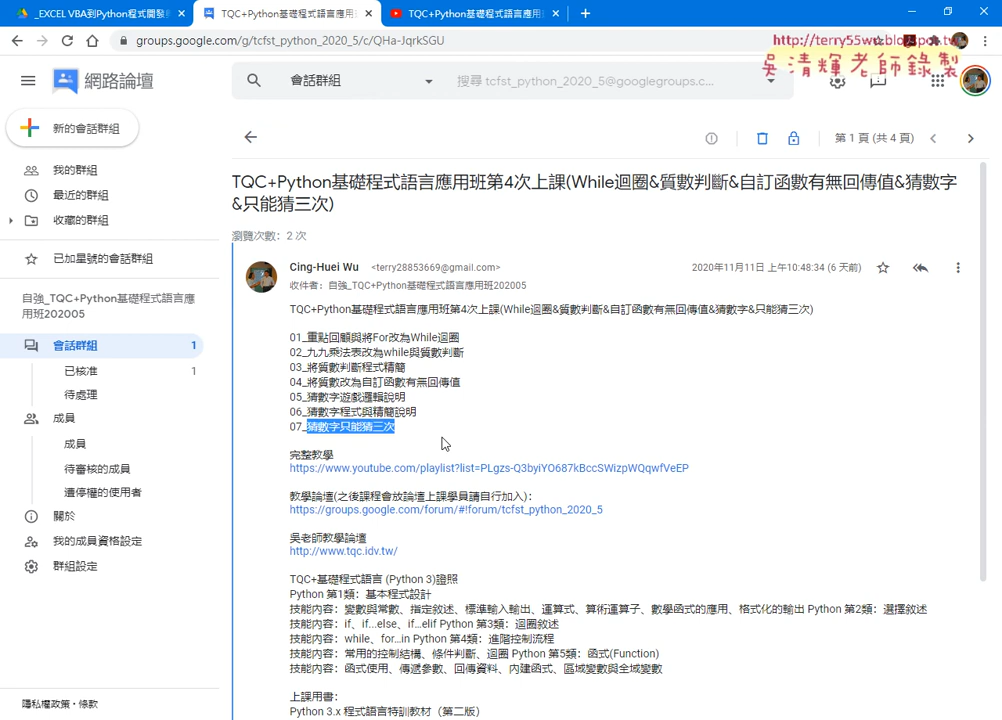 _EXCEL VBA到Python程式開發
TQC+Python基礎程式語言應用班
TQC+Python基礎程式語言應用班
groups.google.com/g/tcfst_python_2020_5/c/QHa-JqrkSGU
http://terry55wu.blogspot.tw
吳清輝老師錄製
網路論壇
會話群組
搜尋 tcfst_python_2020_5@googlegroups.c...
新的會話群組
第 1 頁 (共 4 頁)
我的群組
最近的群組
收藏的群組
已加星號的會話群組
自強_TQC+Python基礎程式語言應
用班202005
會話群組 1
已核准 1
待處理
成員
成員
待審核的成員
遭停權的使用者
關於
我的成員資格設定
群組設定
隱私權政策・條款
TQC+Python基礎程式語言應用班第4次上課(While迴圈&質數判斷&自訂函數有無回傳值&猜數字
&只能猜三次)
瀏覽次數: 2 次
Ching-Huei Wu <terry28853669@gmail.com>
2020年11月11日 上午10:48:34 (6 天前)
收件者: 自強_TQC+Python基礎程式語言應用班202005
TQC+Python基礎程式語言應用班第4次上課(While迴圈&質數判斷&自訂函數有無回傳值&猜數字&只能猜三次)
01_重點回顧與將For改為While迴圈
02_九九乘法表改為while與質數判斷
03_將質數判斷程式精簡
04_將質數改為自訂函數有無回傳值
05_猜數字遊戲邏輯說明
06_猜數字程式與精簡說明
07_猜數字只能猜三次
完整教學
https://www.youtube.com/playlist?list=PLgzs-Q3byiYO687kBccSWizpWQqwfVeEP
教學論壇(之後課程會放論壇上課學員請自行加入):
https://groups.google.com/forum/#!forum/tcfst_python_2020_5
吳老師教學論壇
http://www.tqc.idv.tw/
TQC+基礎程式語言 (Python 3)證照
Python 第1類: 基本程式設計
技能內容: 變數與常數、指定敘述、標準輸入輸出、運算式、算術運算子、數學函式的應用、格式化的輸出 Python 第2類: 選擇敘述
技能內容: if、if...else、if…elif Python 第3類: 迴圈敘述
技能內容: while、for…in Python 第4類: 進階控制流程
技能內容: 常用的控制結構、條件判斷、迴圈 Python 第5類: 函式(Function)
技能內容: 函式使用、傳遞參數、回傳資料、內建函式、區域變數與全域變數
上課用書:
Python 3.x 程式語言特訓教材 (第二版)